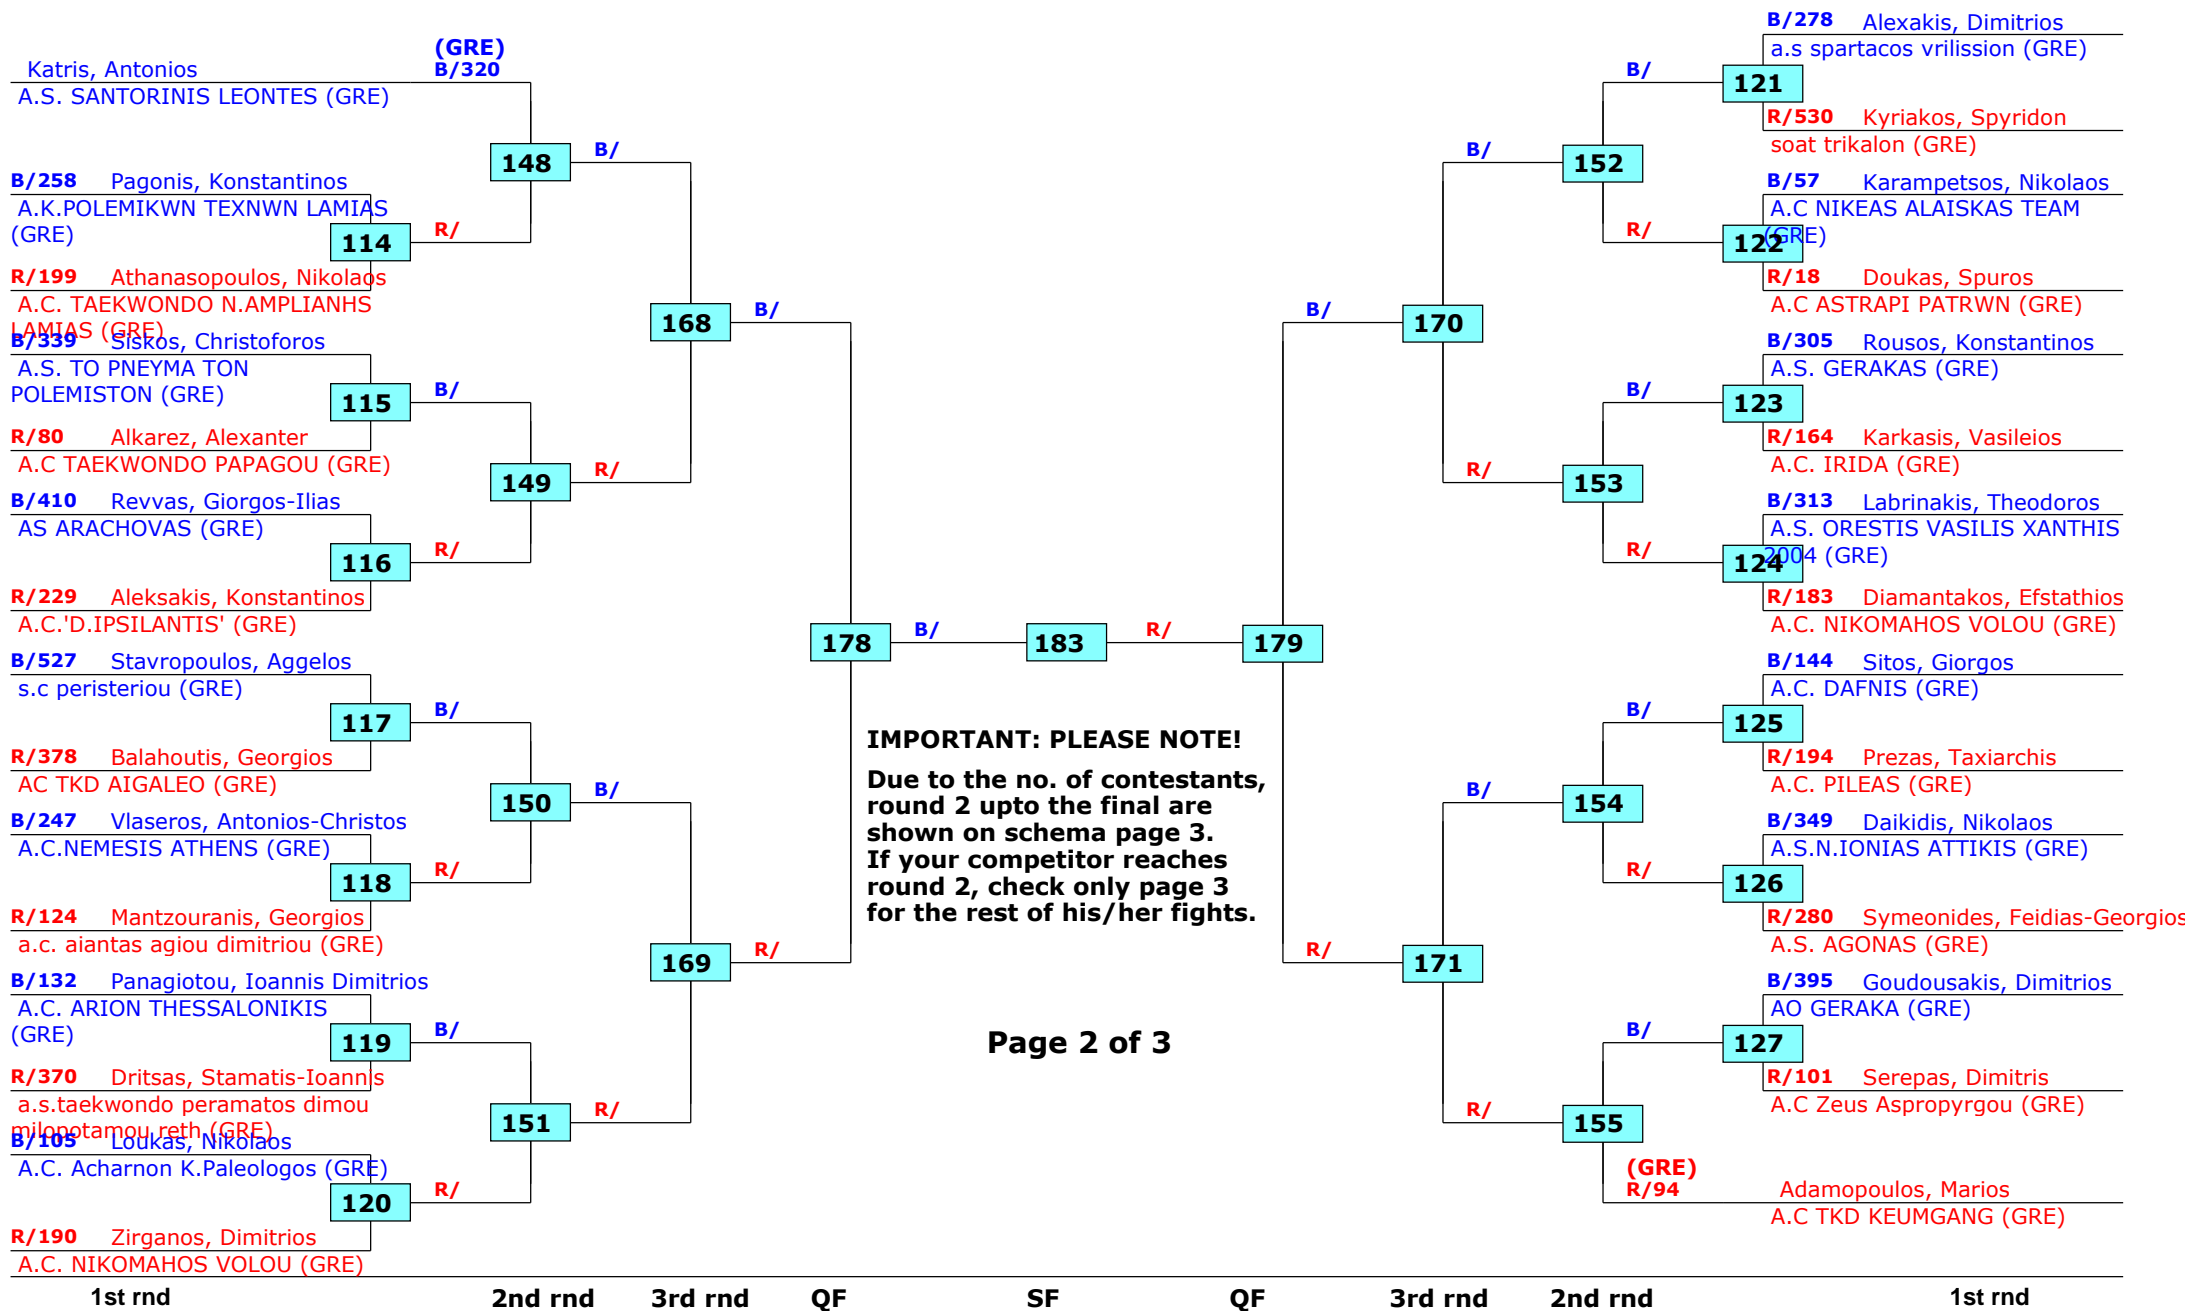 (GRE)
Katris, Antonios B/320
A.S. SANTORINIS LEONTES (GRE)
148 B/
B/258 Pagonis, Konstantinos
A.K.POLEMIKWN TEXNWN LAMIAS
(GRE)
114 R/
R/199 Athanasopoulos, Nikolaos
A.C. TAEKWONDO N.AMPLIANHS
LAMIAS (GRE)
168 B/
B/339 Siskos, Christoforos
A.S. TO PNEYMA TON
POLEMISTON (GRE)
115 B/
R/80 Alkarez, Alexanter
A.C TAEKWONDO PAPAGOU (GRE)
149 R/
B/410 Revvas, Giorgos-Ilias
AS ARACHOVAS (GRE)
116 R/
R/229 Aleksakis, Konstantinos
A.C.'D.IPSILANTIS' (GRE)
178 B/ 183 R/ 179
B/527 Stavropoulos, Aggelos
s.c peristeriou (GRE)
117 B/
R/378 Balahoutis, Georgios
AC TKD AIGALEO (GRE)
150 B/
B/247 Vlaseros, Antonios-Christos
A.C.NEMESIS ATHENS (GRE)
118 R/
R/124 Mantzouranis, Georgios
a.c. aiantas agiou dimitriou (GRE)
169 R/
B/132 Panagiotou, Ioannis Dimitrios
A.C. ARION THESSALONIKIS
(GRE)
119 B/
R/370 Dritsas, Stamatis-Ioannis
a.s.taekwondo peramatos dimou
milopotamou reth (GRE)
151 R/
B/105 Loukas, Nikolaos
A.C. Acharnon K.Paleologos (GRE)
120 R/
R/190 Zirganos, Dimitrios
A.C. NIKOMAHOS VOLOU (GRE)
IMPORTANT: PLEASE NOTE!
Due to the no. of contestants,
round 2 upto the final are
shown on schema page 3.
If your competitor reaches
round 2, check only page 3
for the rest of his/her fights.
Page 2 of 3
B/278 Alexakis, Dimitrios
a.s spartacos vrilission (GRE)
B/ 121
R/530 Kyriakos, Spyridon
soat trikalon (GRE)
B/ 152
B/57 Karampetsos, Nikolaos
A.C NIKEAS ALAISKAS TEAM
(GRE)
R/ 122
R/18 Doukas, Spuros
A.C ASTRAPI PATRWN (GRE)
B/ 170
B/305 Rousos, Konstantinos
A.S. GERAKAS (GRE)
B/ 123
R/164 Karkasis, Vasileios
A.C. IRIDA (GRE)
R/ 153
B/313 Labrinakis, Theodoros
A.S. ORESTIS VASILIS XANTHIS
2004 (GRE)
R/ 124
R/183 Diamantakos, Efstathios
A.C. NIKOMAHOS VOLOU (GRE)
B/144 Sitos, Giorgos
A.C. DAFNIS (GRE)
B/ 125
R/194 Prezas, Taxiarchis
A.C. PILEAS (GRE)
B/ 154
B/349 Daikidis, Nikolaos
A.S.N.IONIAS ATTIKIS (GRE)
R/ 126
R/280 Symeonides, Feidias-Georgios
A.S. AGONAS (GRE)
R/ 171
B/395 Goudousakis, Dimitrios
AO GERAKA (GRE)
B/ 127
R/101 Serepas, Dimitris
A.C Zeus Aspropyrgou (GRE)
R/ 155
(GRE)
R/94 Adamopoulos, Marios
A.C TKD KEUMGANG (GRE)
1st rnd 2nd rnd 3rd rnd QF SF QF 3rd rnd 2nd rnd 1st rnd